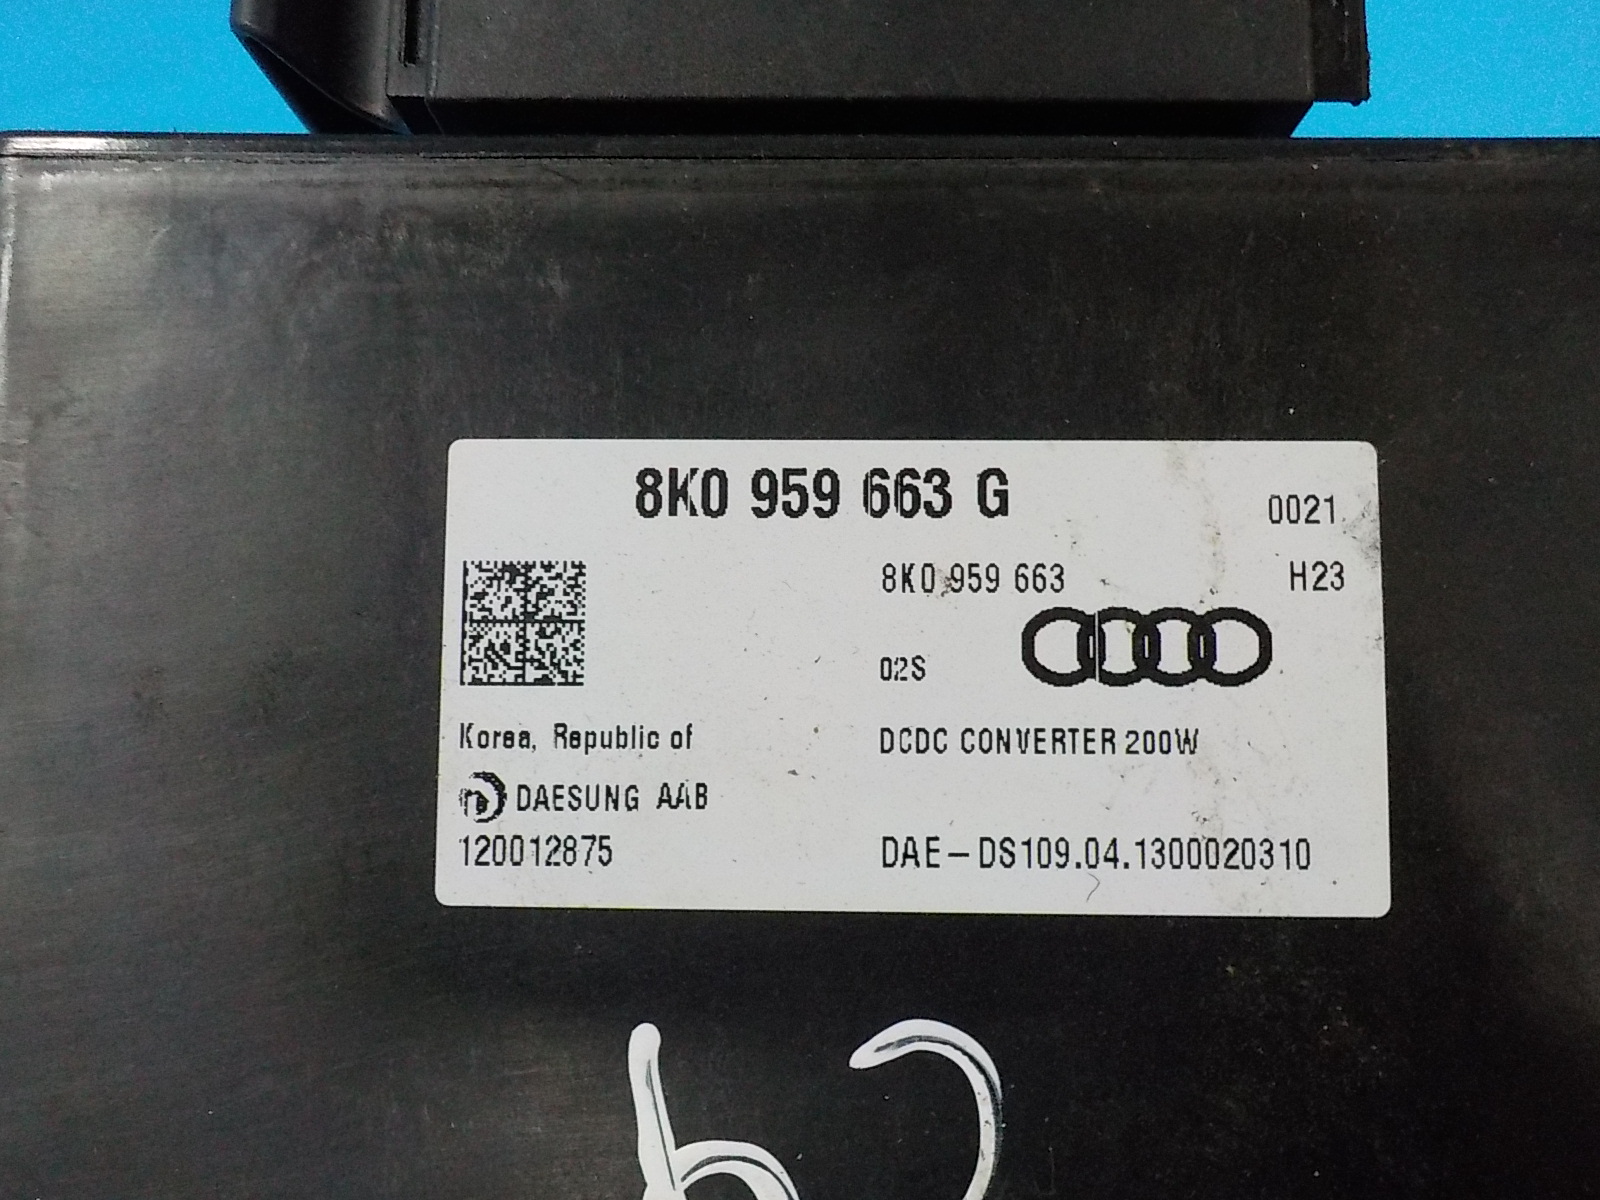 8K0 959 663 G
0021
8K0 959 663
H23
02S
Korea, Republic of
DCDC CONVERTER 200W
DAESUNG AAB
120012875
DAE-DS109.04.1300020310